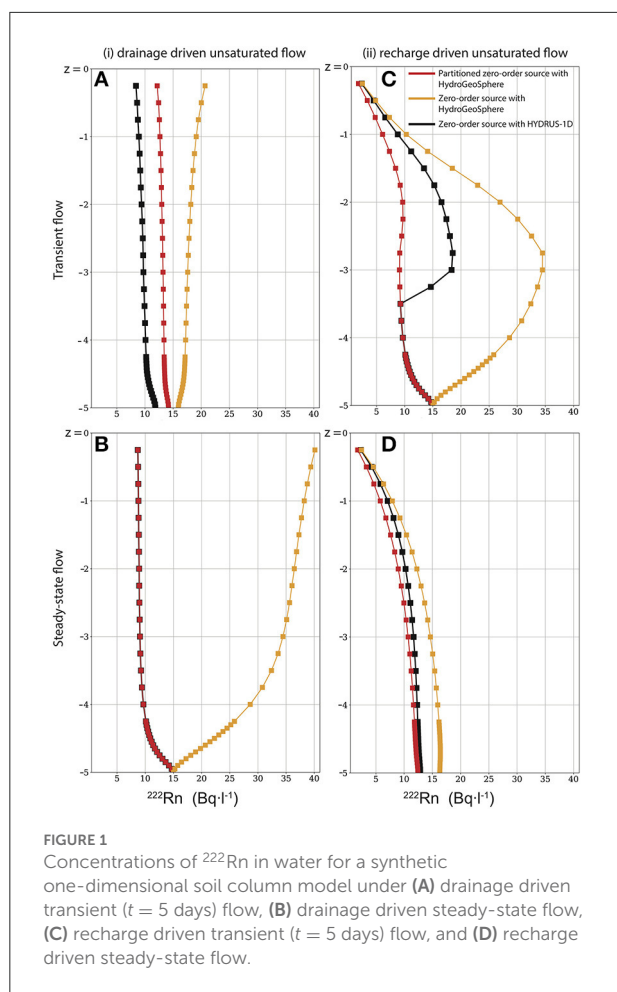 (i) drainage driven unsaturated flow
(ii) recharge driven unsaturated flow
z = 0
A
-1
-2
-3
-4
-5
5 10 15 20 25 30 35 40
Transient flow
z = 0
C
Partitioned zero-order source with
HydroGeoSphere
Zero-order source with
HydroGeoSphere
Zero-order source with HYDRUS-1D
-1
-2
-3
-4
-5
5 10 15 20 25 30 35 40
z = 0
B
-1
-2
-3
-4
-5
5 10 15 20 25 30 35 40
Steady-state flow
²²²Rn (Bq·l⁻¹)
z = 0
D
-1
-2
-3
-4
-5
5 10 15 20 25 30 35 40
²²²Rn (Bq·l⁻¹)
FIGURE 1
Concentrations of ²²²Rn in water for a synthetic
one-dimensional soil column model under (A) drainage driven
transient (t = 5 days) flow, (B) drainage driven steady-state flow,
(C) recharge driven transient (t = 5 days) flow, and (D) recharge
driven steady-state flow.